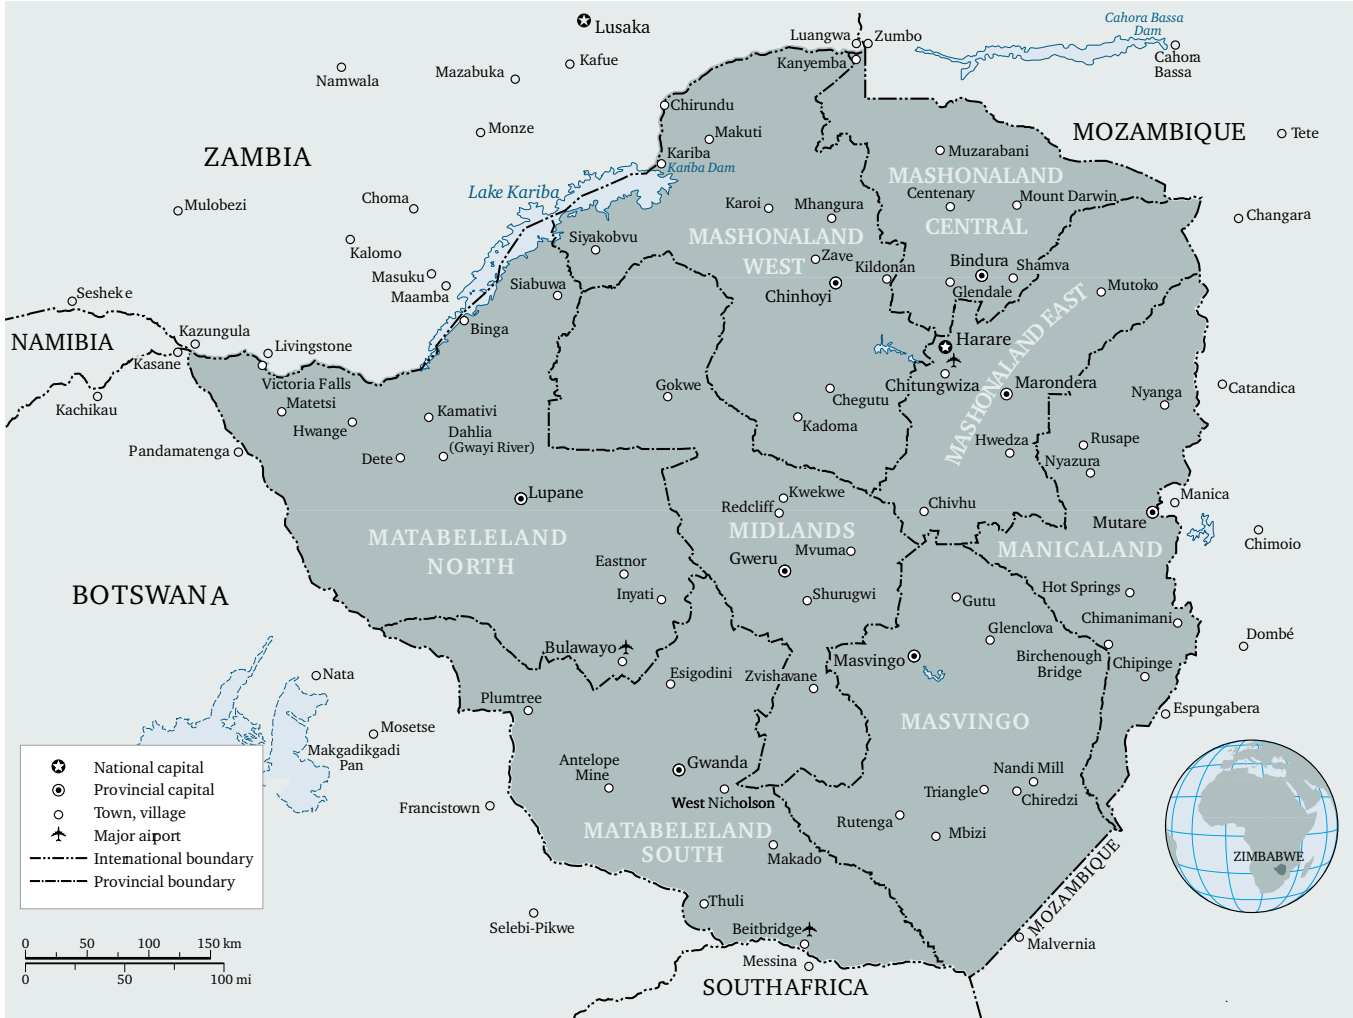 Lusaka
Luangwa
Zumbo
Cahora Bassa
Dam
Kafue
Kanyemba
Cahora
Bassa
Namwala
Mazabuka
Chirundu
Makuti
MOZAMBIQUE
Tete
Monze
ZAMBIA
Kariba
Kariba Dam
Muzarabani
MASHONALAND
CENTRAL
Lake Kariba
Centenary
Mount Darwin
Mulobezi
Choma
Karoi
Mhangura
Changara
Kalomo
Siyakobvu
MASHONALAND
WEST
Zave
Kildonan
Bindura
Shamva
Masuku
Maamba
Siabuwa
Chinhoyi
Glendale
Mutoko
Sesheke
MASHONALAND EAST
Binga
NAMIBIA
Kazungula
Kasane
Livingstone
Harare
Victoria Falls
Matetsi
Kachikau
Gokwe
Chegutu
Chitungwiza
Marondera
Nyanga
Catandica
Hwange
Kamativi
Dahlia
(Gwayi River)
Kadoma
Pandamatenga
Dete
Hwedza
Rusape
Nyazura
Lupane
Kwekwe
Redcliff
Chivhu
Manica
Mutare
MATABELELAND
NORTH
MIDLANDS
Mvuma
MANICALAND
Chimoio
Eastnor
Gweru
BOTSWANA
Inyati
Shurugwi
Gutu
Hot Springs
Chimanimani
Glenclova
Dombé
Bulawayo
Masvingo
Birchenough
Bridge
Chipinge
Nata
Esigodini
Zvishavane
Plumtree
Espungabera
MASVINGO
Mosetse
Makgadikgadi
Pan
Antelope
Mine
Gwanda
Nandi Mill
Triangle
Chiredzi
West Nicholson
Francistown
Rutenga
Mbizi
MATABELELAND
SOUTH
Makado
MOZAMBIQUE
Thuli
Selebi-Pikwe
Beitbridge
Malvernia
Messina
SOUTHAFRICA
ZIMBABWE
National capital
Provincial capital
Town, village
Major airport
International boundary
Provincial boundary
0 50 100 150 km
0 50 100 mi